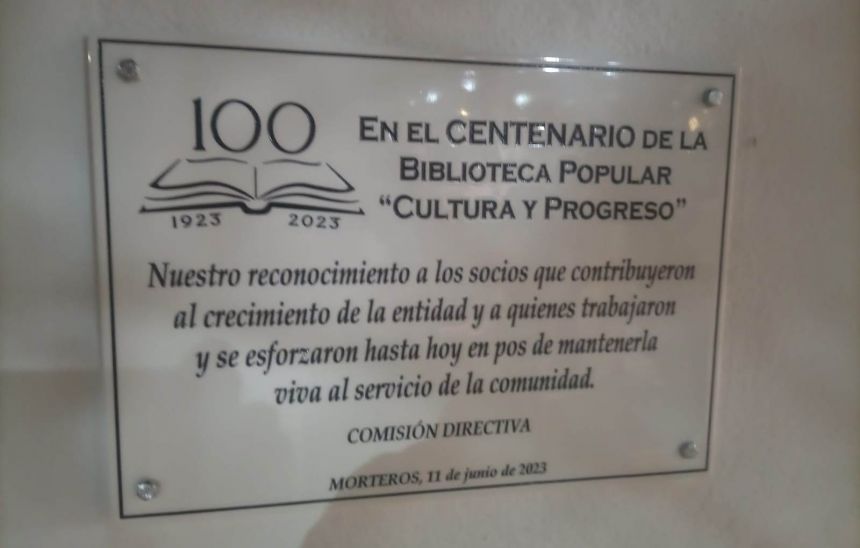 100
1923 2023
EN EL CENTENARIO DE LA
BIBLIOTECA POPULAR
“CULTURA Y PROGRESO”
Nuestro reconocimiento a los socios que contribuyeron
al crecimiento de la entidad y a quienes trabajaron
y se esforzaron hasta hoy en pos de mantenerla
viva al servicio de la comunidad.
COMISIÓN DIRECTIVA
MORTEROS, 11 de junio de 2023